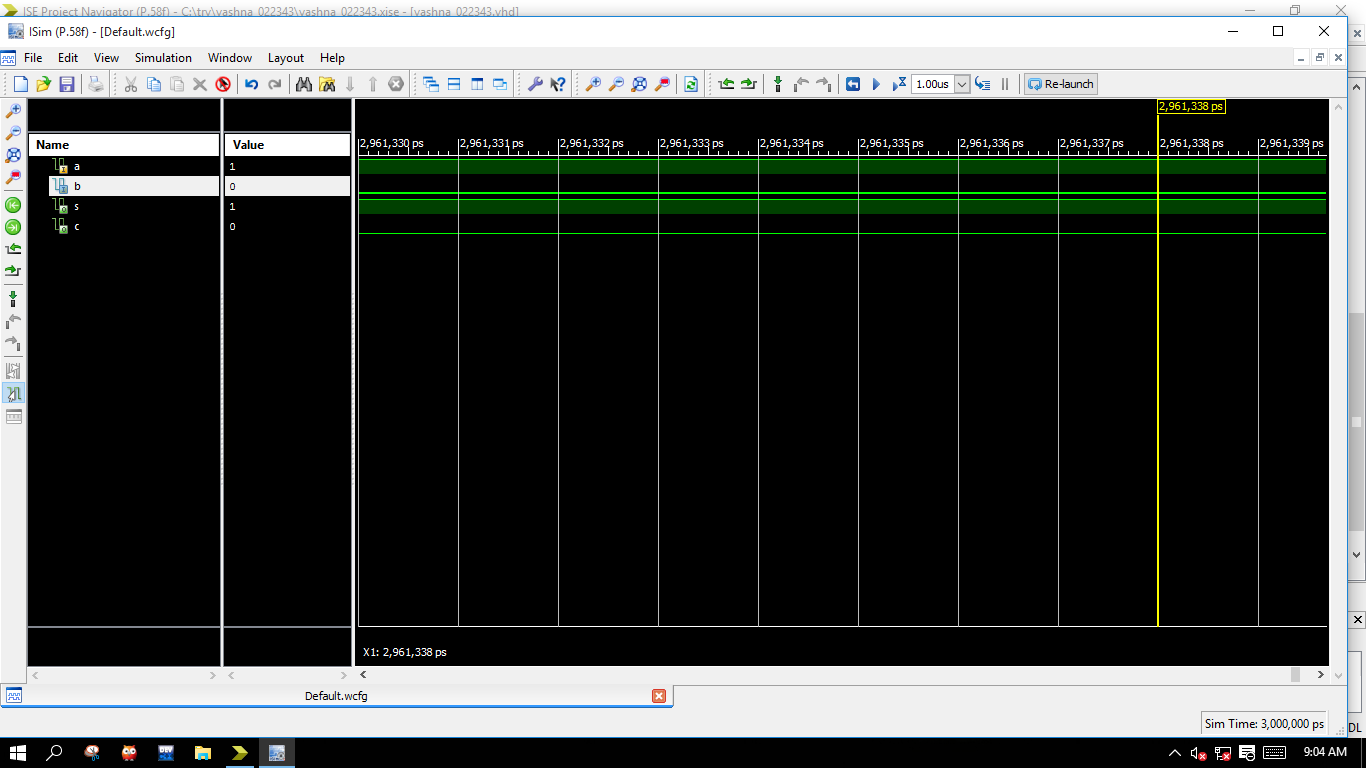 ISE Project Navigator (P.58f) - C:\try\vashna_022343\vashna_022343.xise - [vashna_022343.vhd]
ISim (P.58f) - [Default.wcfg]
File Edit View Simulation Window Layout Help
1.00us Re-launch
2,961,338 ps
2,961,330 ps 2,961,331 ps 2,961,332 ps 2,961,333 ps 2,961,334 ps 2,961,335 ps 2,961,336 ps 2,961,337 ps 2,961,338 ps 2,961,339 ps
Name Value
a 1
b 0
s 1
c 0
X1: 2,961,338 ps
Default.wcfg
Sim Time: 3,000,000 ps
DL
9:04 AM